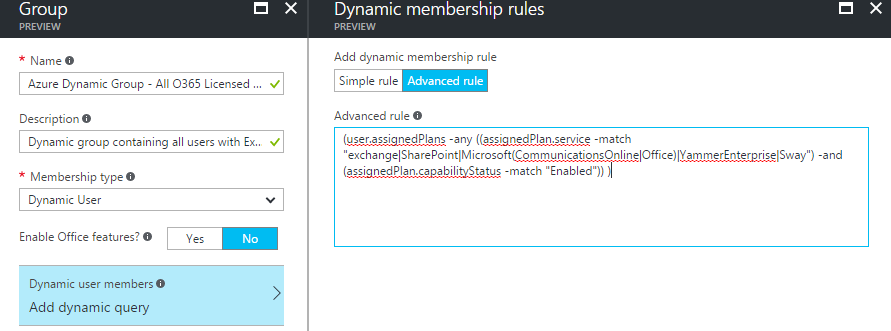 Group
PREVIEW
* Name
Azure Dynamic Group - All O365 Licensed ...
Description
Dynamic group containing all users with Ex...
* Membership type
Dynamic User
Enable Office features?
Yes
No
Dynamic user members
Add dynamic query
Dynamic membership rules
PREVIEW
Add dynamic membership rule
Simple rule
Advanced rule
Advanced rule
(user.assignedPlans -any ((assignedPlan.service -match
"exchange|SharePoint|Microsoft(CommunicationsOnline|Office)|YammerEnterprise|Sway") -and
(assignedPlan.capabilityStatus -match "Enabled")) )